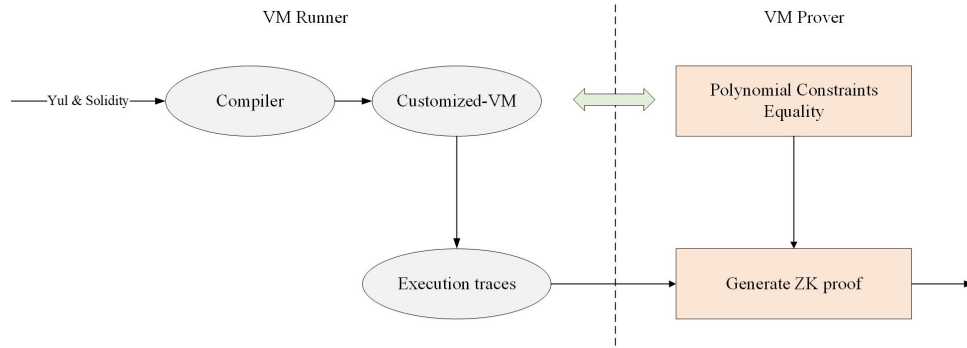 VM Runner
VM Prover
Yul & Solidity
Compiler
Customized-VM
Polynomial Constraints
Equality
Execution traces
Generate ZK proof